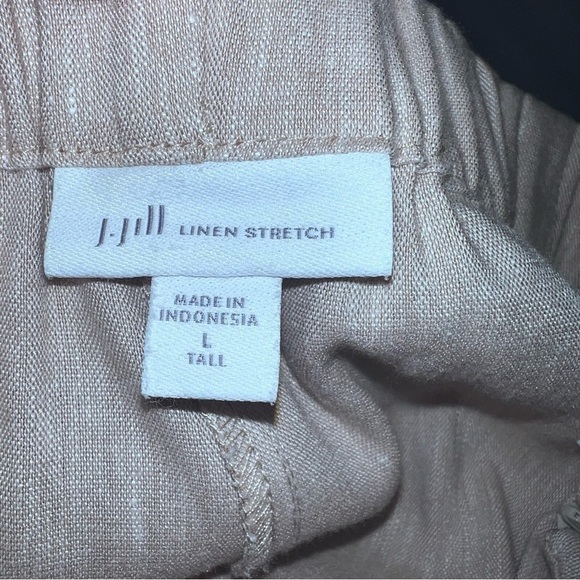 J.Jill LINEN STRETCH
MADE IN
INDONESIA
L
TALL